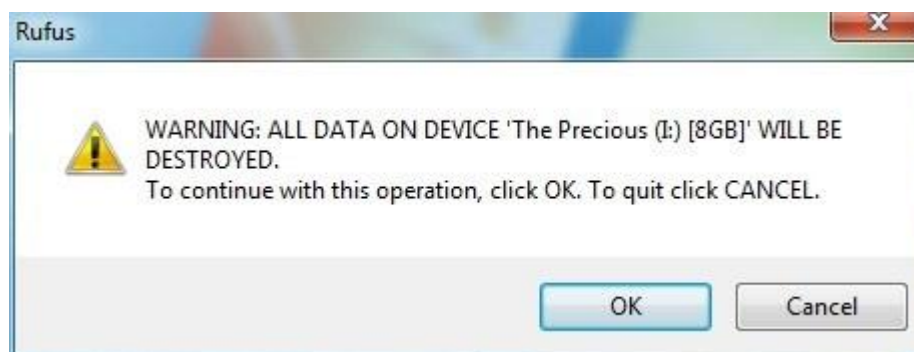 Rufus
WARNING: ALL DATA ON DEVICE 'The Precious (I:) [8GB]' WILL BE
DESTROYED.
To continue with this operation, click OK. To quit click CANCEL.
OK
Cancel